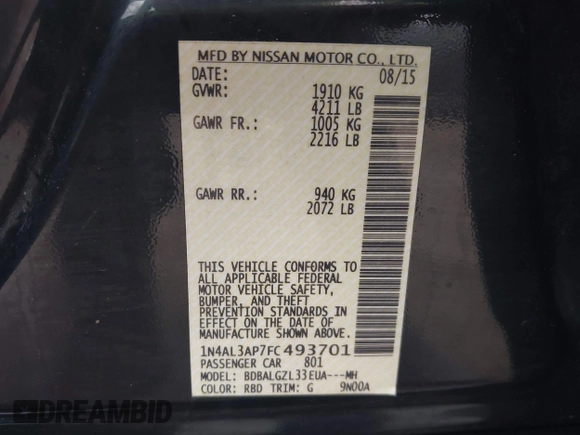 MFD BY NISSAN MOTOR CO., LTD.
DATE: 08/15
GVWR: 1910 KG
4211 LB
GAWR FR.: 1005 KG
2216 LB
GAWR RR.: 940 KG
2072 LB
THIS VEHICLE CONFORMS TO
ALL APPLICABLE FEDERAL
MOTOR VEHICLE SAFETY,
BUMPER, AND THEFT
PREVENTION STANDARDS IN
EFFECT ON THE DATE OF
MANUFACTURE SHOWN ABOVE.
1N4AL3AP7FC493701
PASSENGER CAR 801
MODEL: BDBALGZL33EUA---MH
COLOR: RBD TRIM: G 9N00A
DREAMBID